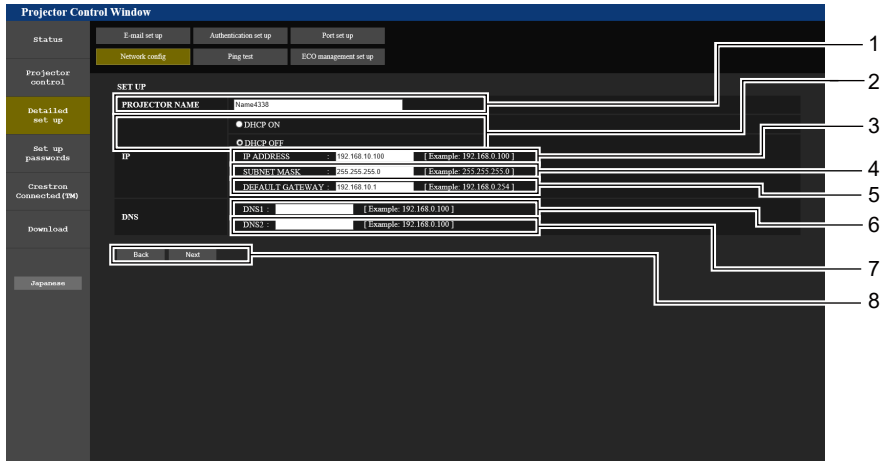 Projector Control Window
Status
Projector
control
Detailed
set up
Set up
passwords
Crestron
Connected(TM)
Download
Japanese
E-mail set up Authentication set up Port set up
Network config Ping test ECO management set up
SET UP
PROJECTOR NAME Name4338
DHCP ON
DHCP OFF
IP
IP ADDRESS : 192.168.10.100 [ Example: 192.168.0.100 ]
SUBNET MASK : 255.255.255.0 [ Example: 255.255.255.0 ]
DEFAULT GATEWAY : 192.168.10.1 [ Example: 192.168.0.254 ]
DNS
DNS1 : [ Example: 192.168.0.100 ]
DNS2 : [ Example: 192.168.0.100 ]
Back Next
1
2
3
4
5
6
7
8